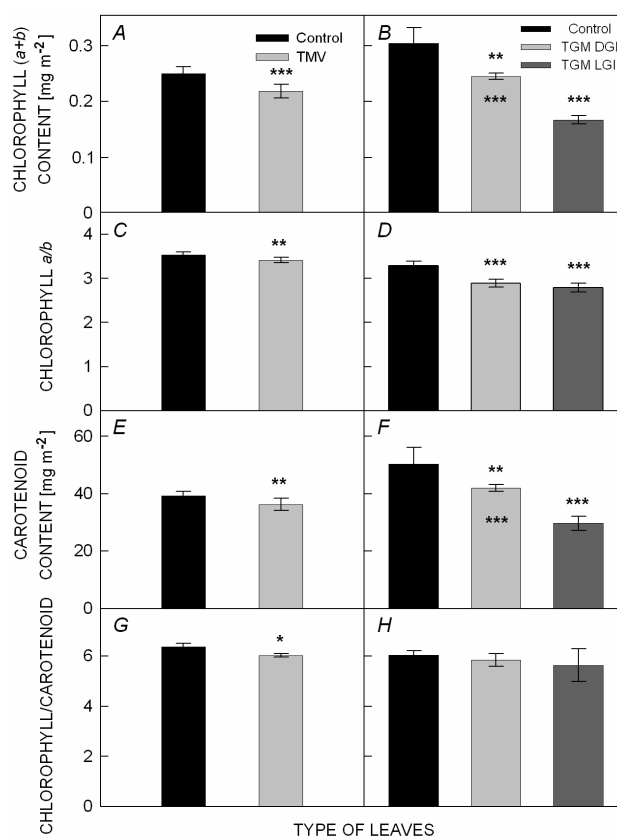 CHLOROPHYLL (a+b)
CONTENT [mg m-2]
A
Control
TMV
***
0.3
0.2
0.1
0
B
Control
TGM DGI
TGM LGI
**
***
***
CHLOROPHYLL a/b
C
**
4
3
2
1
0
D
***
***
CAROTENOID
CONTENT [mg m-2]
E
**
60
40
20
0
F
**
***
***
CHLOROPHYLL/CAROTENOID
G
*
6
4
2
0
H
TYPE OF LEAVES